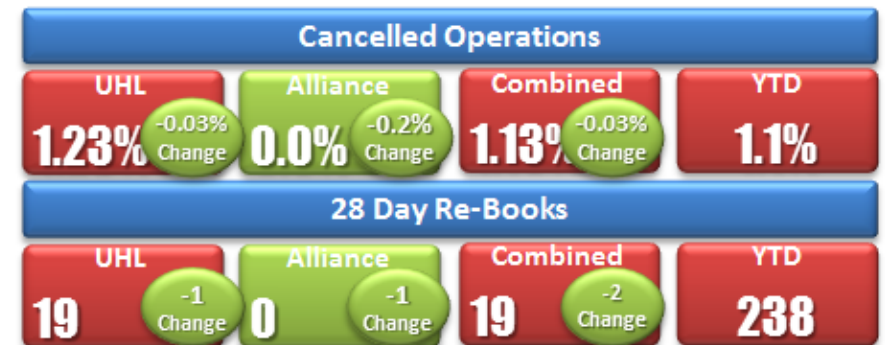 Cancelled Operations
UHL Alliance Combined YTD
1.23% -0.03% Change 0.0% -0.2% Change 1.13% -0.03% Change 1.1%
28 Day Re-Books
UHL Alliance Combined YTD
19 -1 Change 0 -1 Change 19 -2 Change 238